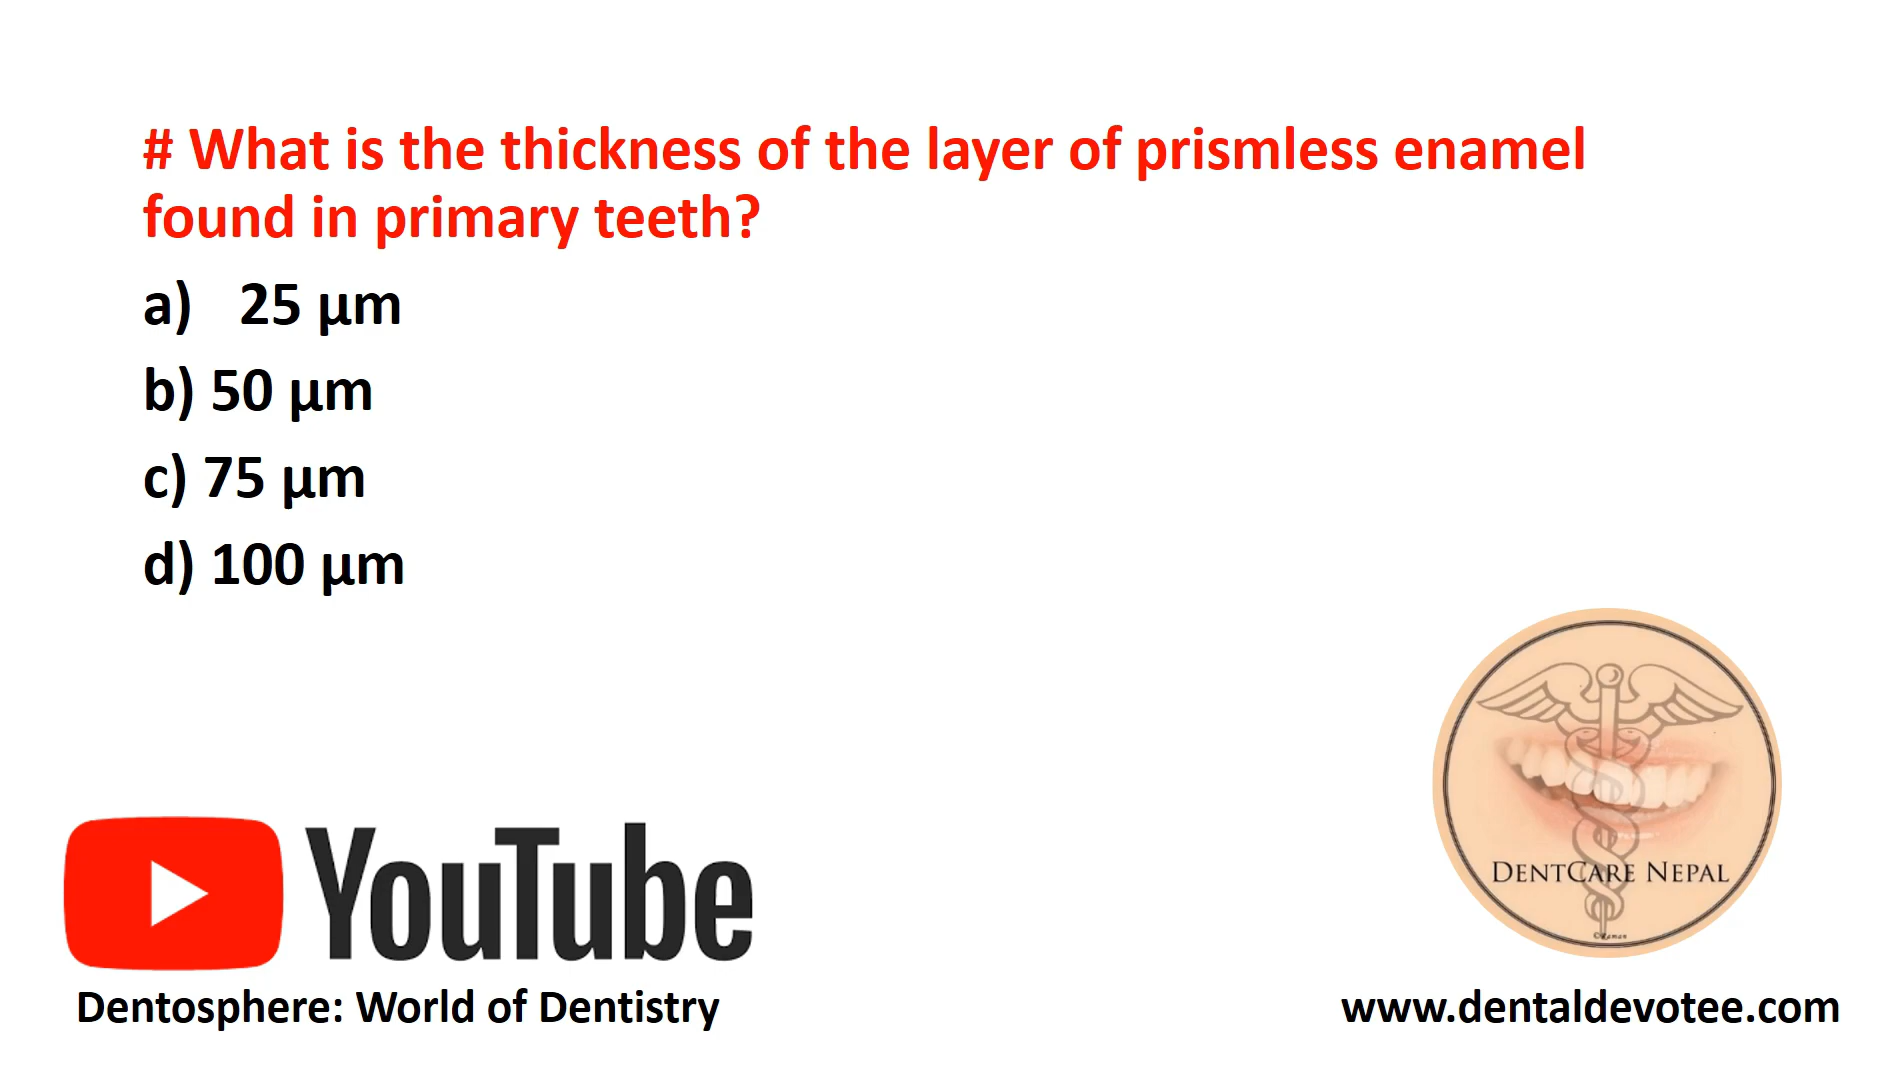 # What is the thickness of the layer of prismless enamel
found in primary teeth?
a) 25 µm
b) 50 µm
c) 75 µm
d) 100 µm
DENTCARE NEPAL
YouTube
Dentosphere: World of Dentistry
www.dentaldevotee.com